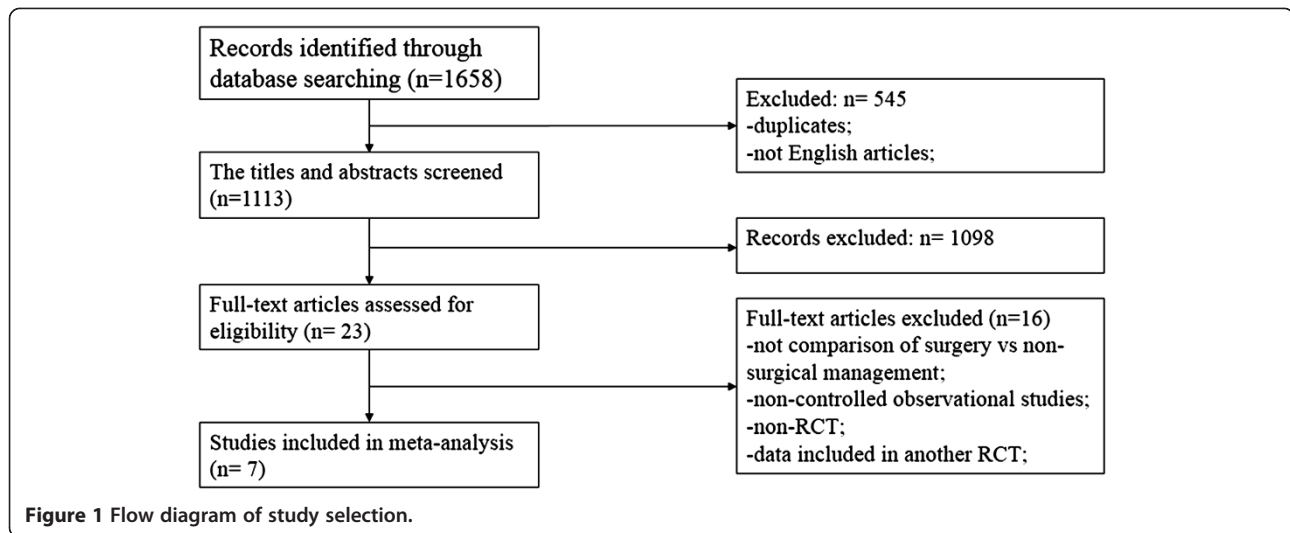 Records identified through
database searching (n=1658)
Excluded: n= 545
-duplicates;
-not English articles;
The titles and abstracts screened
(n=1113)
Records excluded: n= 1098
Full-text articles assessed for
eligibility (n= 23)
Full-text articles excluded (n=16)
-not comparison of surgery vs non-
surgical management;
-non-controlled observational studies;
-non-RCT;
-data included in another RCT;
Studies included in meta-analysis
(n= 7)
Figure 1 Flow diagram of study selection.